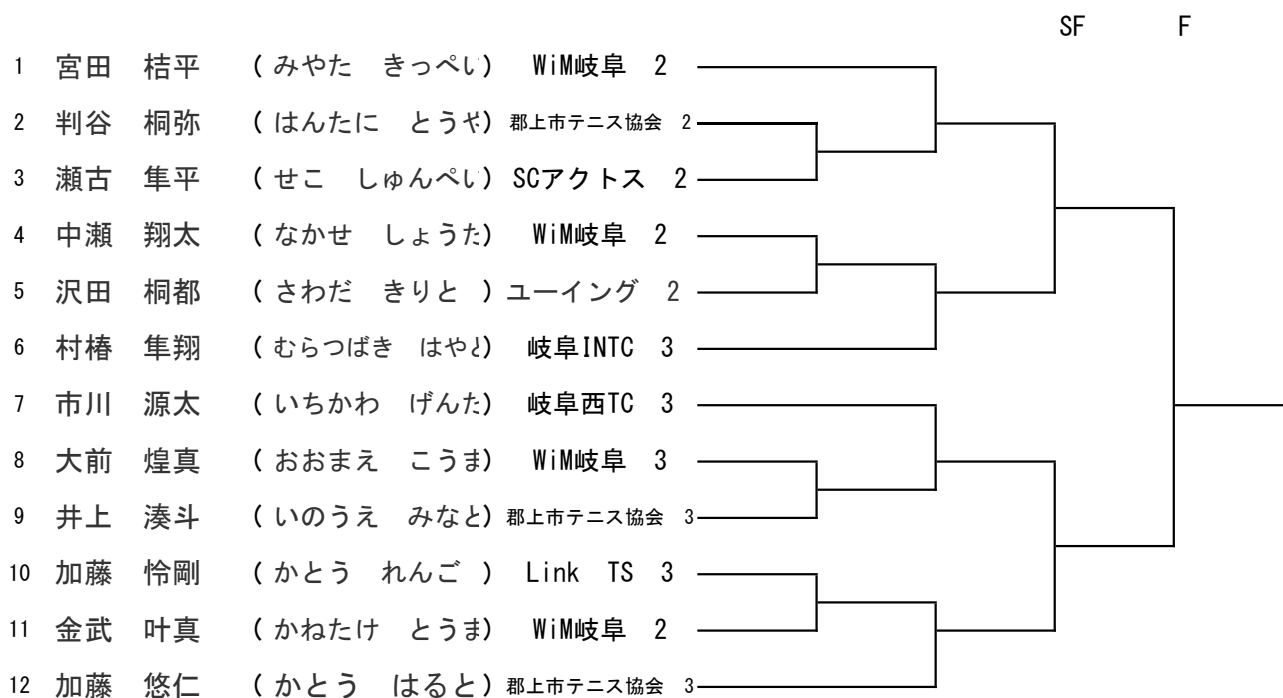 SF F
1 宮田 桔平 (みやた きっぺい) WiM岐阜 2
2 判谷 桐弥 (はんたに とうや) 郡上市テニス協会 2
3 瀬古 隼平 (せこ しゅんぺい) SCアクトス 2
4 中瀬 翔太 (なかせ しょうた) WiM岐阜 2
5 沢田 桐都 (さわだ きりと ) ユーイング 2
6 村椿 隼翔 (むらつばき はやと) 岐阜INTC 3
7 市川 源太 (いちかわ げんた) 岐阜西TC 3
8 大前 煌真 (おおまえ こうま) WiM岐阜 3
9 井上 湊斗 (いのうえ みなと) 郡上市テニス協会 3
10 加藤 怜剛 (かとう れんご ) Link TS 3
11 金武 叶真 (かねたけ とうま) WiM岐阜 2
12 加藤 悠仁 (かとう はると) 郡上市テニス協会 3